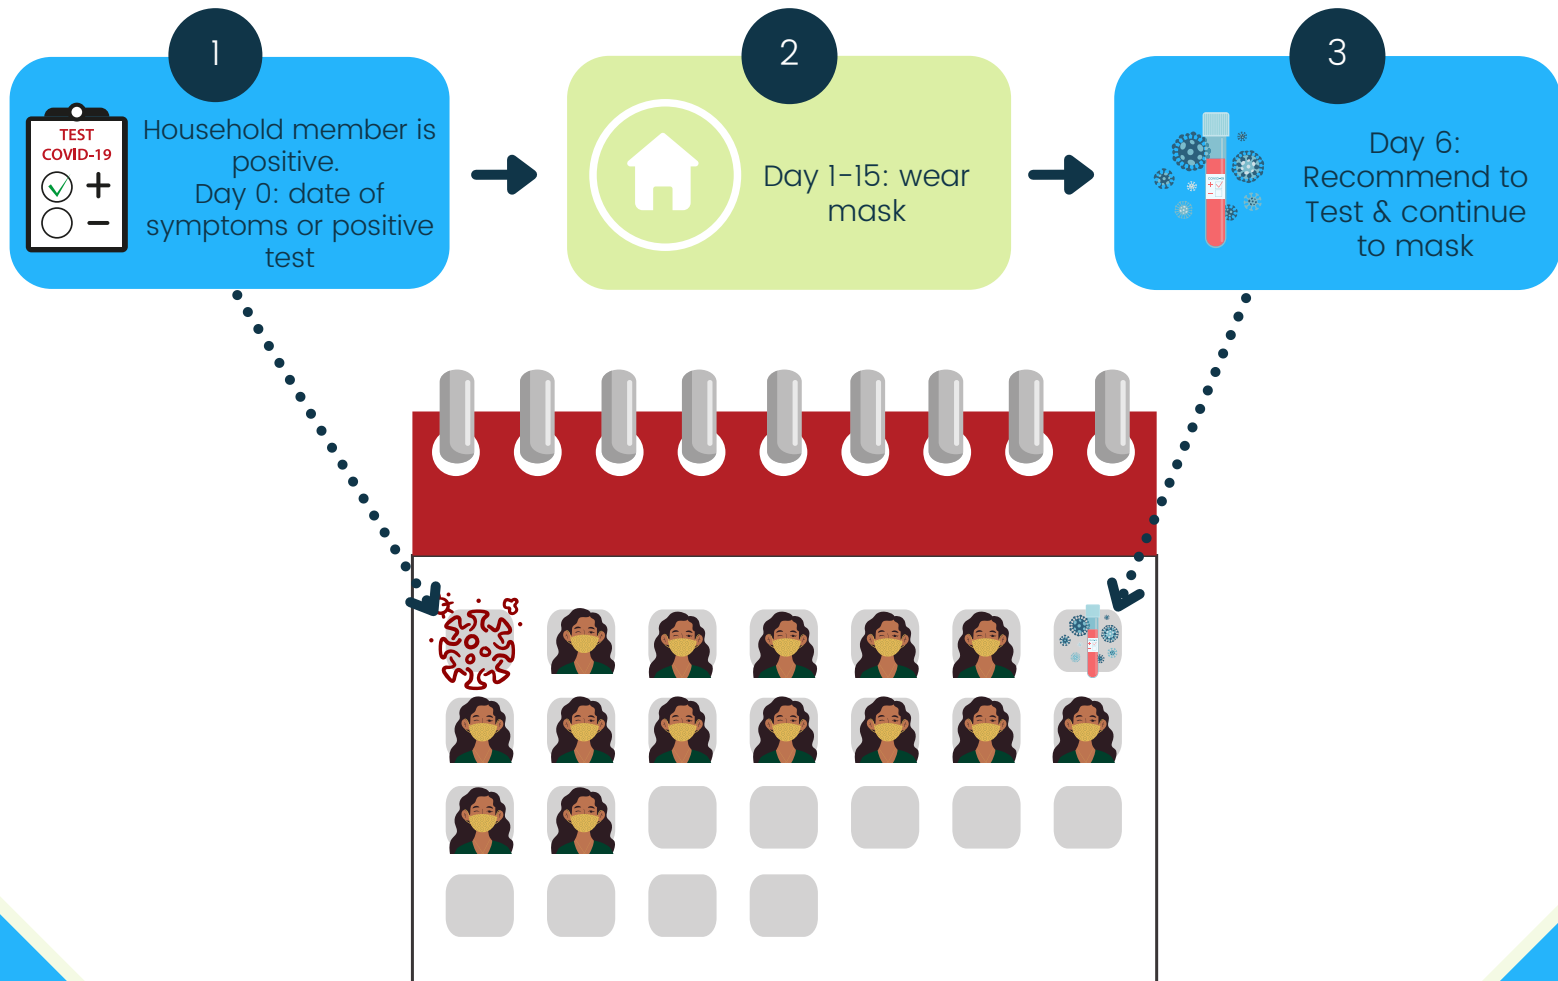 1
TEST
COVID-19
Household member is
positive.
Day 0: date of
symptoms or positive
test
2
Day 1-15: wear
mask
3
Day 6:
Recommend to
Test & continue
to mask